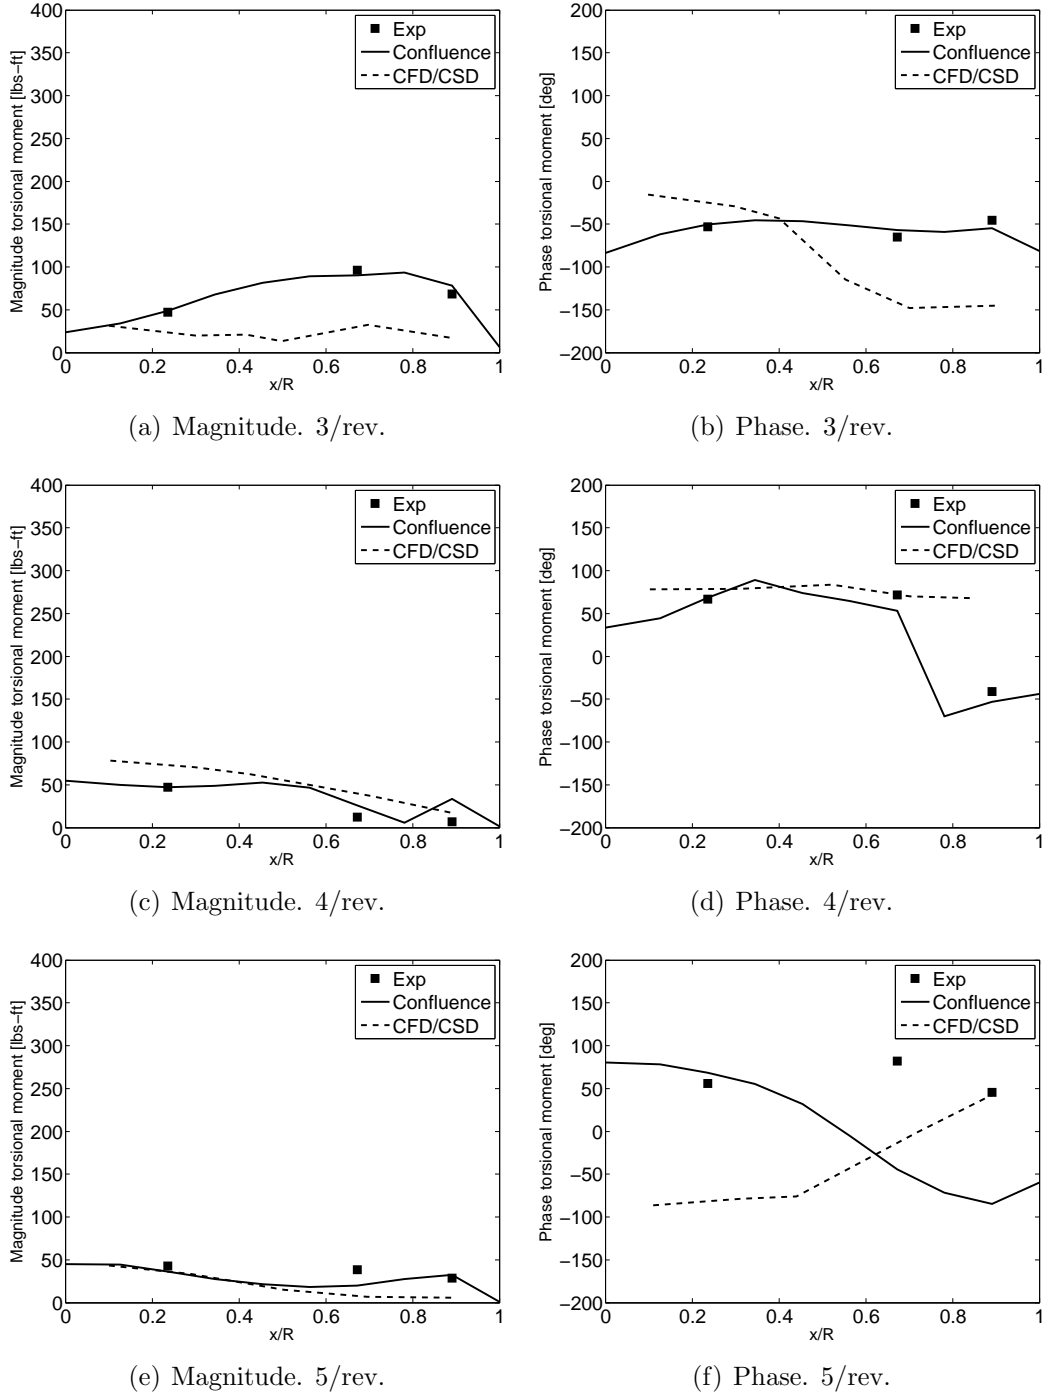 400
350
300
250
200
150
100
50
0
Magnitude torsional moment [lbs−ft]
0 0.2 0.4 0.6 0.8 1
x/R
Exp
Confluence
CFD/CSD
(a) Magnitude. 3/rev.
200
150
100
50
0
−50
−100
−150
−200
Phase torsional moment [deg]
0 0.2 0.4 0.6 0.8 1
x/R
Exp
Confluence
CFD/CSD
(b) Phase. 3/rev.
400
350
300
250
200
150
100
50
0
Magnitude torsional moment [lbs−ft]
0 0.2 0.4 0.6 0.8 1
x/R
Exp
Confluence
CFD/CSD
(c) Magnitude. 4/rev.
200
150
100
50
0
−50
−100
−150
−200
Phase torsional moment [deg]
0 0.2 0.4 0.6 0.8 1
x/R
Exp
Confluence
CFD/CSD
(d) Phase. 4/rev.
400
350
300
250
200
150
100
50
0
Magnitude torsional moment [lbs−ft]
0 0.2 0.4 0.6 0.8 1
x/R
Exp
Confluence
CFD/CSD
(e) Magnitude. 5/rev.
200
150
100
50
0
−50
−100
−150
−200
Phase torsional moment [deg]
0 0.2 0.4 0.6 0.8 1
x/R
Exp
Confluence
CFD/CSD
(f) Phase. 5/rev.